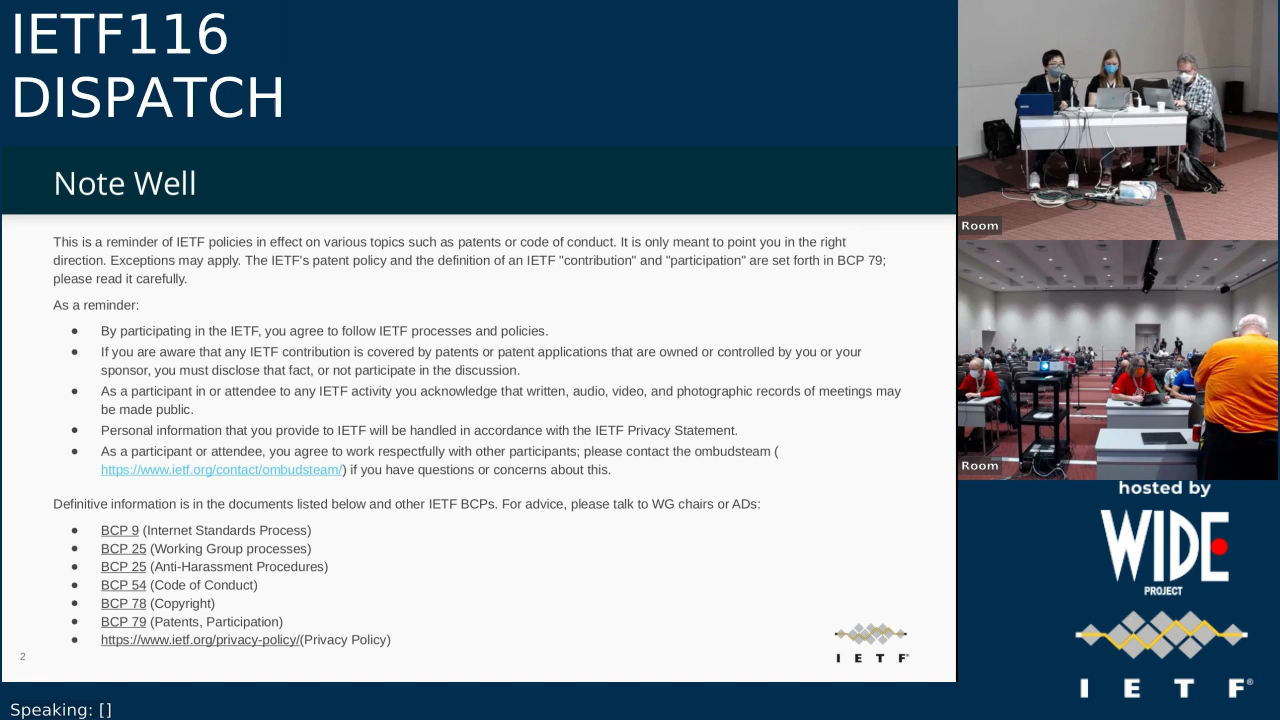 IETF116
DISPATCH
Note Well
This is a reminder of IETF policies in effect on various topics such as patents or code of conduct. It is only meant to point you in the right
direction. Exceptions may apply. The IETF's patent policy and the definition of an IETF "contribution" and "participation" are set forth in BCP 79;
please read it carefully.
As a reminder:
● By participating in the IETF, you agree to follow IETF processes and policies.
● If you are aware that any IETF contribution is covered by patents or patent applications that are owned or controlled by you or your
sponsor, you must disclose that fact, or not participate in the discussion.
● As a participant in or attendee to any IETF activity you acknowledge that written, audio, video, and photographic records of meetings may
be made public.
● Personal information that you provide to IETF will be handled in accordance with the IETF Privacy Statement.
● As a participant or attendee, you agree to work respectfully with other participants; please contact the ombudsteam (
https://www.ietf.org/contact/ombudsteam/) if you have questions or concerns about this.
Definitive information is in the documents listed below and other IETF BCPs. For advice, please talk to WG chairs or ADs:
● BCP 9 (Internet Standards Process)
● BCP 25 (Working Group processes)
● BCP 25 (Anti-Harassment Procedures)
● BCP 54 (Code of Conduct)
● BCP 78 (Copyright)
● BCP 79 (Patents, Participation)
● https://www.ietf.org/privacy-policy/(Privacy Policy)
2
I E T F®
Speaking: []
Room
Room
hosted by
WIDE
PROJECT
I E T F®